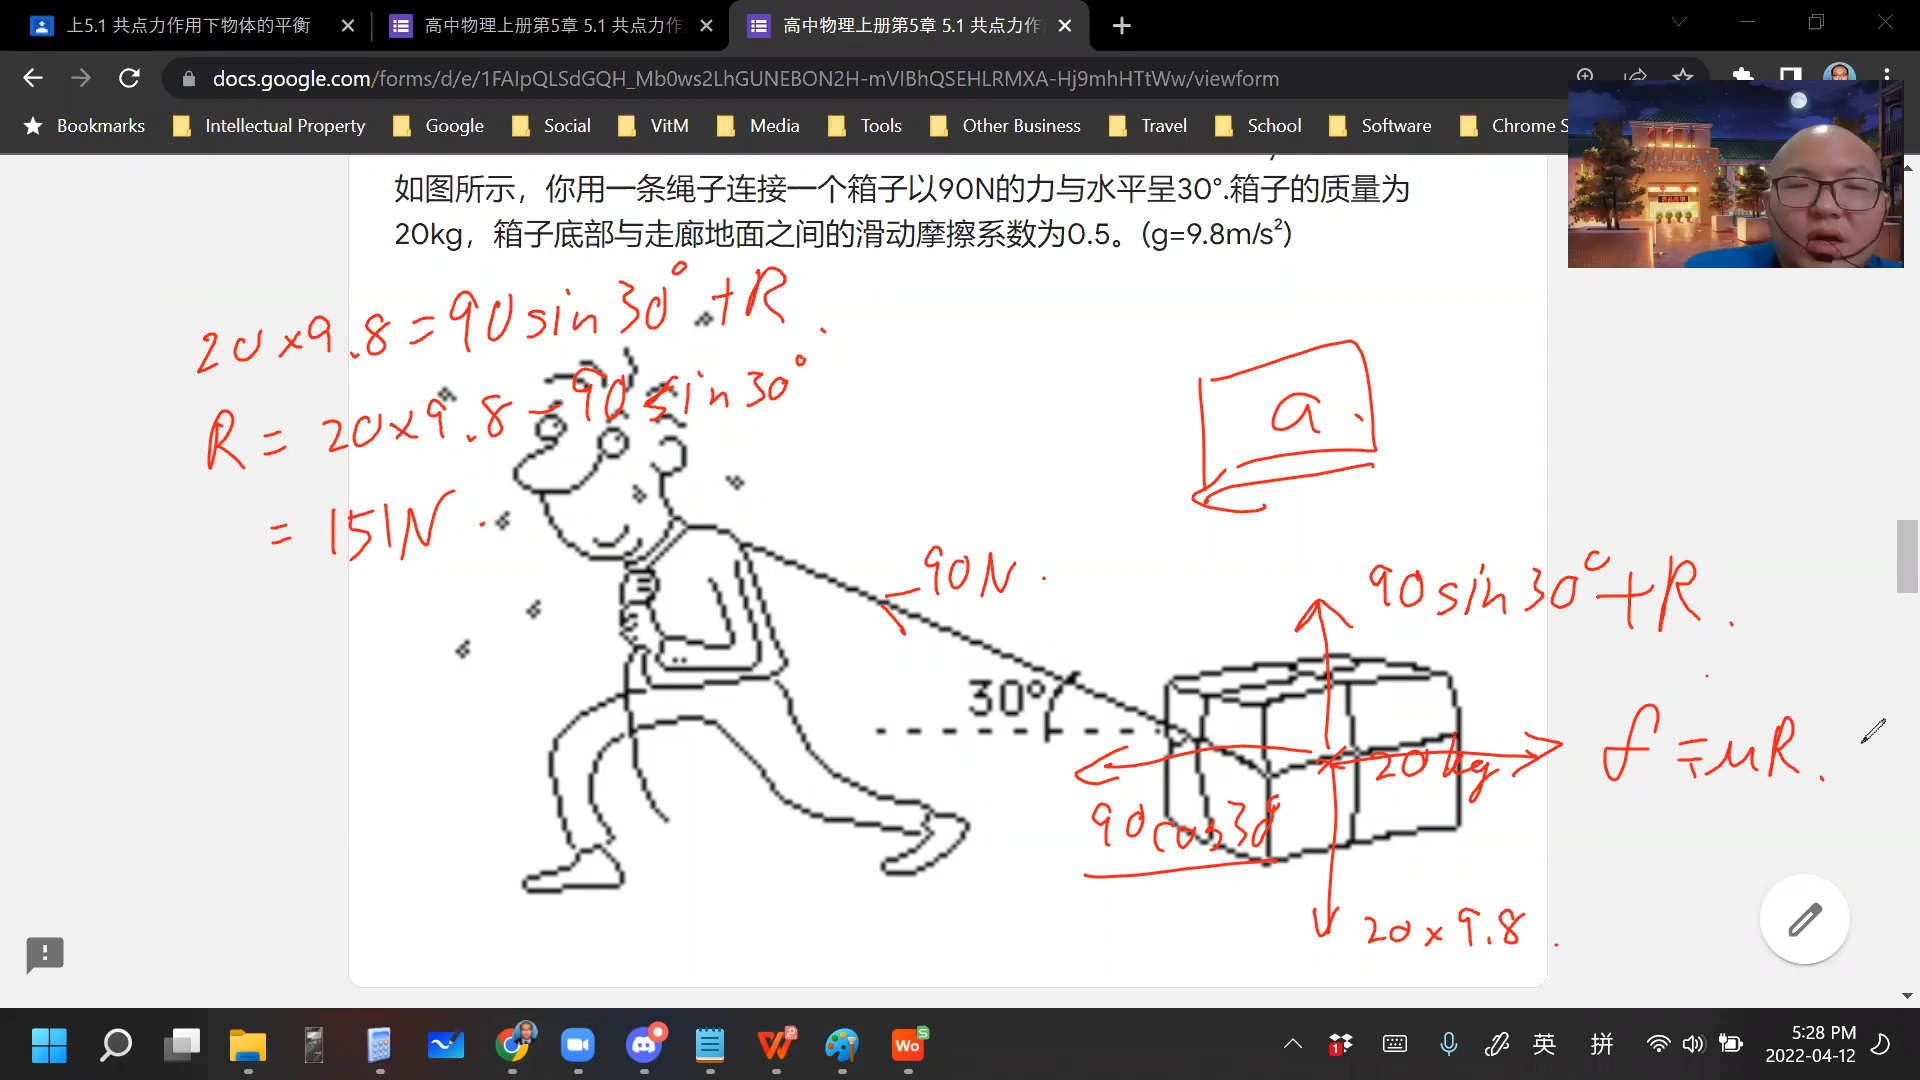 上5.1 共点力作用下物体的平衡
高中物理上册第5章 5.1 共点力作
高中物理上册第5章 5.1 共点力作
docs.google.com/forms/d/e/1FAIpQLSdGQH_Mb0ws2LhGUNEBON2H-mVIBhQSEHLRMXA-Hj9mhHTtWw/viewform
Bookmarks Intellectual Property Google Social VitM Media Tools Other Business Travel School Software Chrome S
如图所示，你用一条绳子连接一个箱子以90N的力与水平呈30°.箱子的质量为
20kg，箱子底部与走廊地面之间的滑动摩擦系数为0.5。(g=9.8m/s²)
20×9.8=90sin30°+R.
R=20×9.8-90sin30°
=151N.
a.
90N.
90sin30°+R.
30°
20kg
f=μR.
90cos30°
20×9.8.
英 拼 5:28 PM
2022-04-12